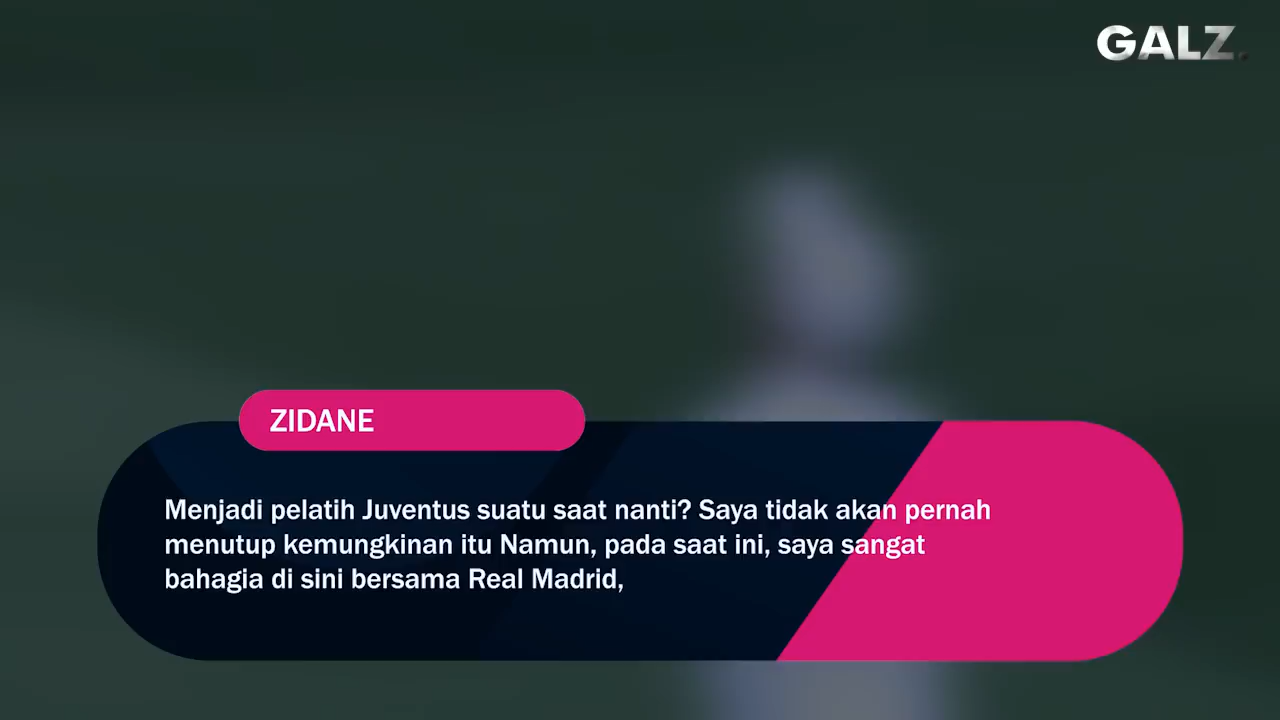 GALZ.
ZIDANE
Menjadi pelatih Juventus suatu saat nanti? Saya tidak akan pernah
menutup kemungkinan itu Namun, pada saat ini, saya sangat
bahagia di sini bersama Real Madrid,